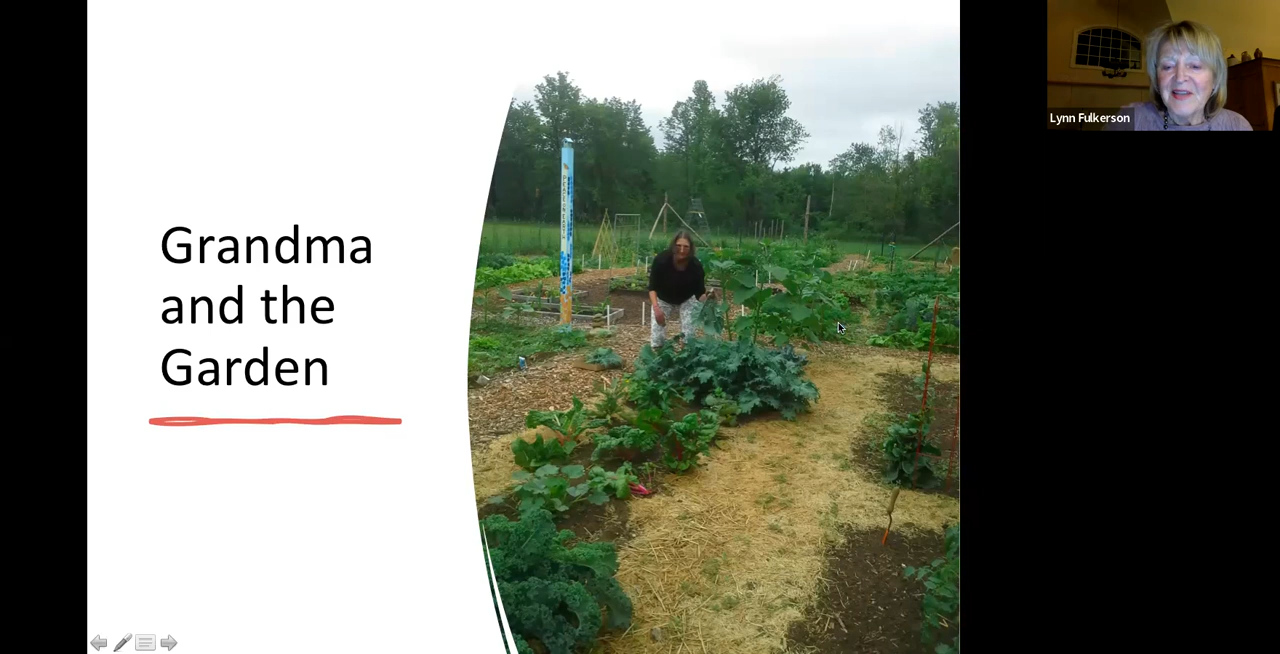 Grandma
and the
Garden
Lynn Fulkerson